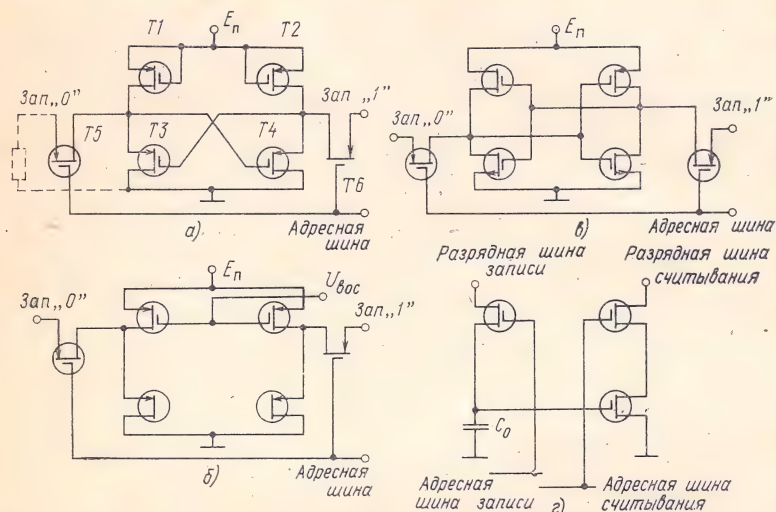 T1
Eп
T2
Зап„0"
Зап„1"
T5
T3
T4
T6
Адресная
шина
а)
Eп
Зап„0"
Зап„1"
Адресная шина
в)
Eп
Uвос
Зап„0"
Зап„1"
Адресная
шина
б)
Разрядная шина
записи
Разрядная шина
считывания
C₀
Адресная
шина записи
Адресная шина
считывания
г)